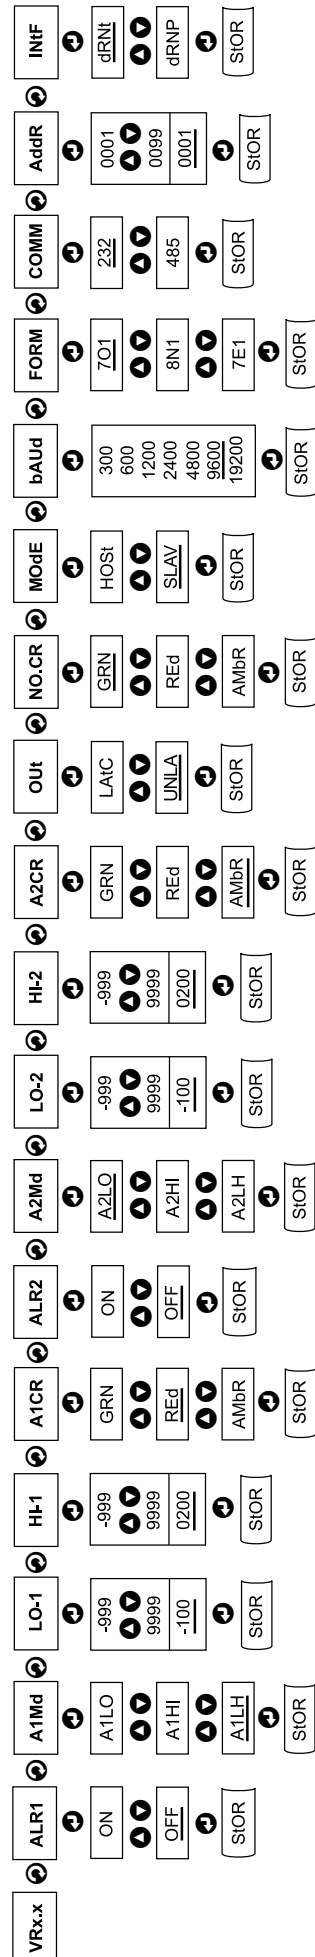 VRx.x
ALR1
ON
OFF
StOR
A1Md
A1LO
A1HI
A1LH
StOR
LO-1
-999
9999
-100
StOR
HI-1
-999
9999
0200
StOR
A1CR
GRN
REd
AMbR
StOR
ALR2
ON
OFF
StOR
A2Md
A2LO
A2HI
A2LH
StOR
LO-2
-999
9999
-100
StOR
HI-2
-999
9999
0200
StOR
A2CR
GRN
REd
AMbR
StOR
OUt
LAtC
UNLA
StOR
NO.CR
GRN
REd
AMbR
StOR
MOdE
HOSt
SLAV
StOR
bAUd
300
600
1200
2400
4800
9600
19200
StOR
FORM
7O1
8N1
7E1
StOR
COMM
232
485
StOR
AddR
0001
0099
0001
StOR
INtF
dRNt
dRNP
StOR